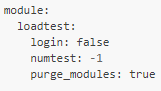 module:
  loadtest:
    login: false
    numtest: -1
    purge_modules: true